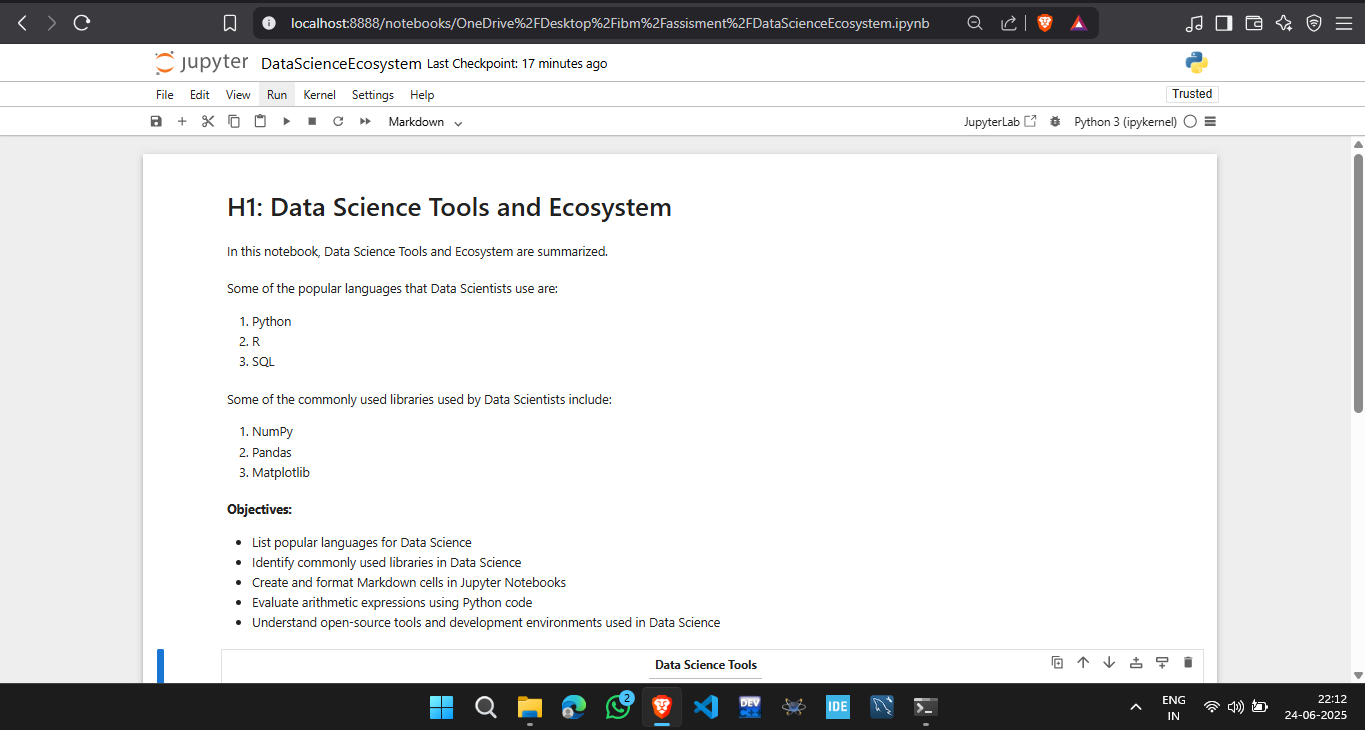 localhost:8888/notebooks/OneDrive%2FDesktop%2Fibm%2Fassisment%2FDataScienceEcosystem.ipynb
jupyter DataScienceEcosystem Last Checkpoint: 17 minutes ago
File Edit View Run Kernel Settings Help Trusted
Markdown JupyterLab Python 3 (ipykernel)
H1: Data Science Tools and Ecosystem
In this notebook, Data Science Tools and Ecosystem are summarized.
Some of the popular languages that Data Scientists use are:
1. Python
2. R
3. SQL
Some of the commonly used libraries used by Data Scientists include:
1. NumPy
2. Pandas
3. Matplotlib
Objectives:
• List popular languages for Data Science
• Identify commonly used libraries in Data Science
• Create and format Markdown cells in Jupyter Notebooks
• Evaluate arithmetic expressions using Python code
• Understand open-source tools and development environments used in Data Science
Data Science Tools
2
DEV
IDE
ENG
IN
22:12
24-06-2025